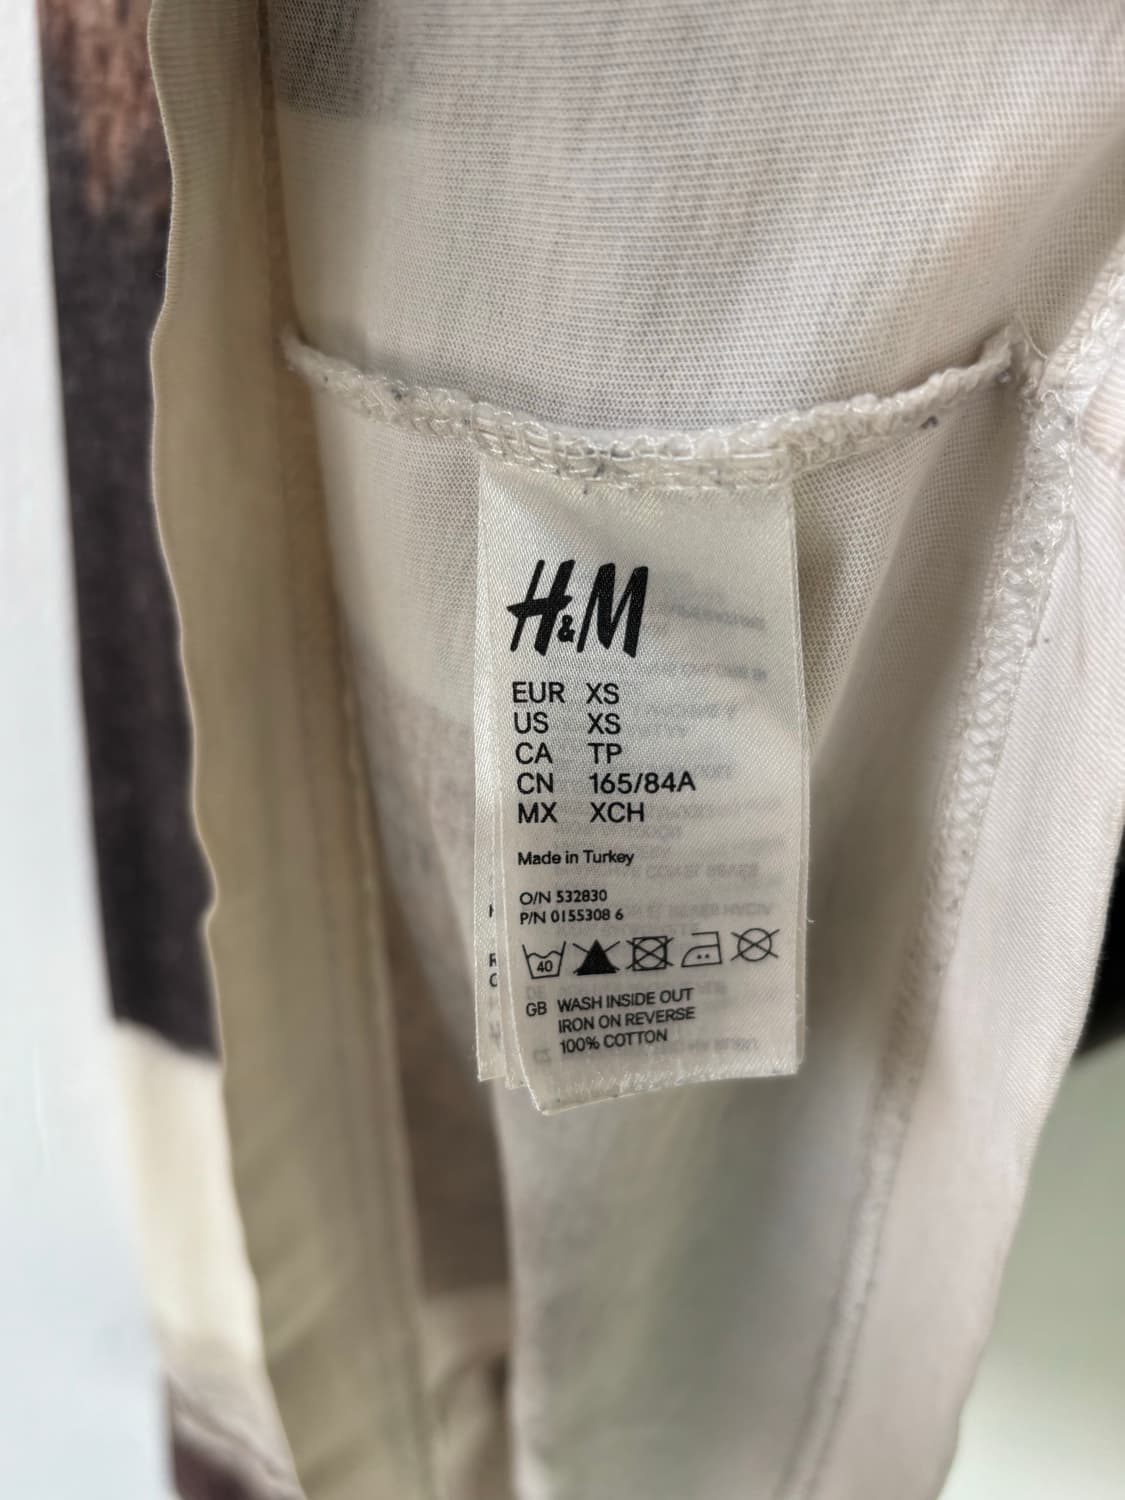 H&M
EUR XS
US XS
CA TP
CN 165/84A
MX XCH
Made in Turkey
O/N 532830
P/N 0155308 6
40
GB WASH INSIDE OUT
IRON ON REVERSE
100% COTTON